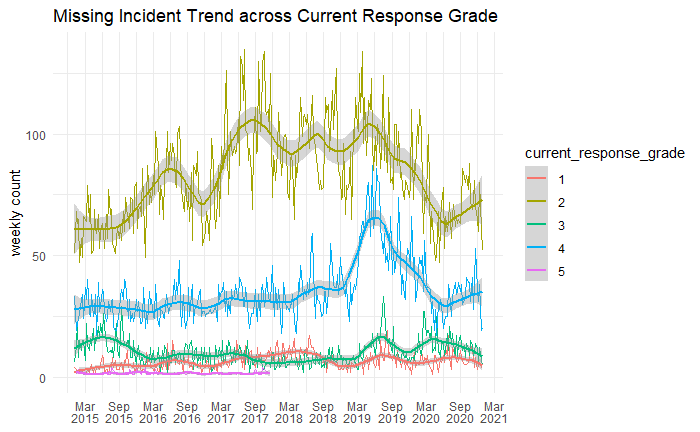 Missing Incident Trend across Current Response Grade
weekly count
100
50
0
Mar Sep Mar Sep Mar Sep Mar Sep Mar Sep Mar Sep Mar
2015 2015 2016 2016 2017 2017 2018 2018 2019 2019 2020 2020 2021
current_response_grade
1
2
3
4
5